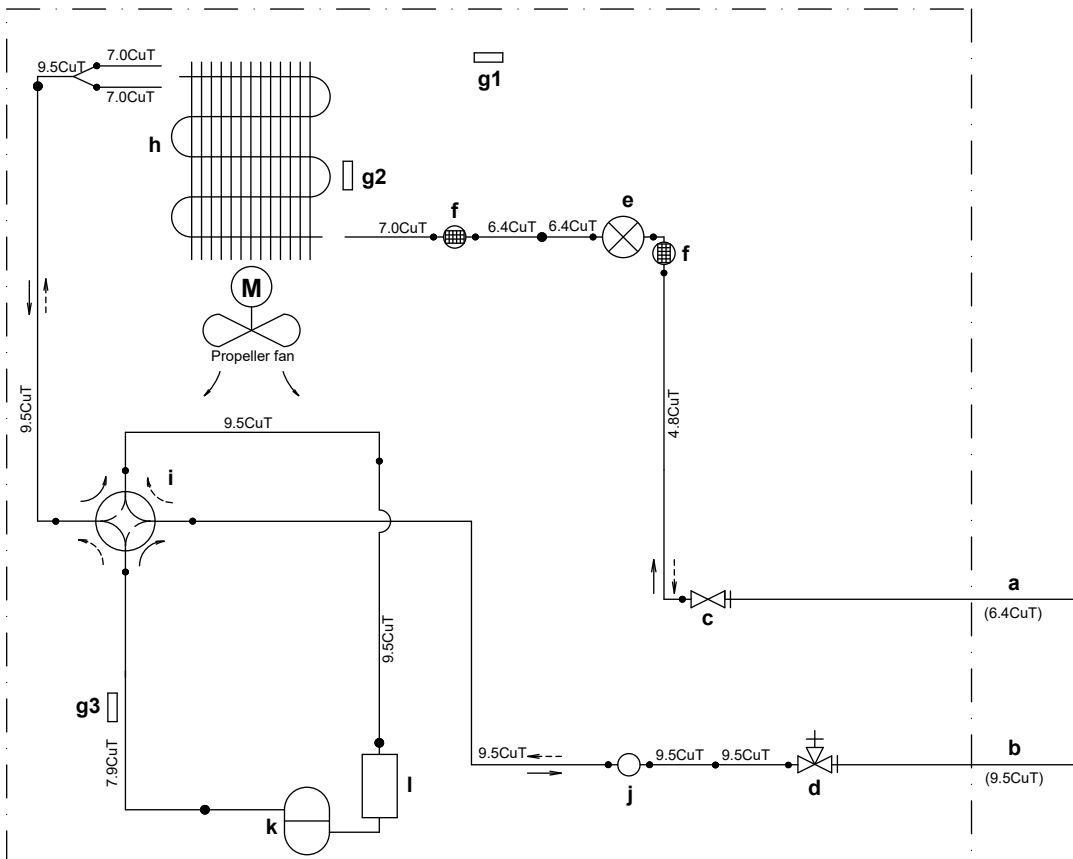 g1
7.0CuT
9.5CuT
7.0CuT
h
g2
f
e
7.0CuT
6.4CuT
6.4CuT
f
M
Propeller fan
9.5CuT
4.8CuT
9.5CuT
i
a
(6.4CuT)
c
9.5CuT
g3
7.9CuT
9.5CuT
9.5CuT
9.5CuT
b
(9.5CuT)
j
d
l
k